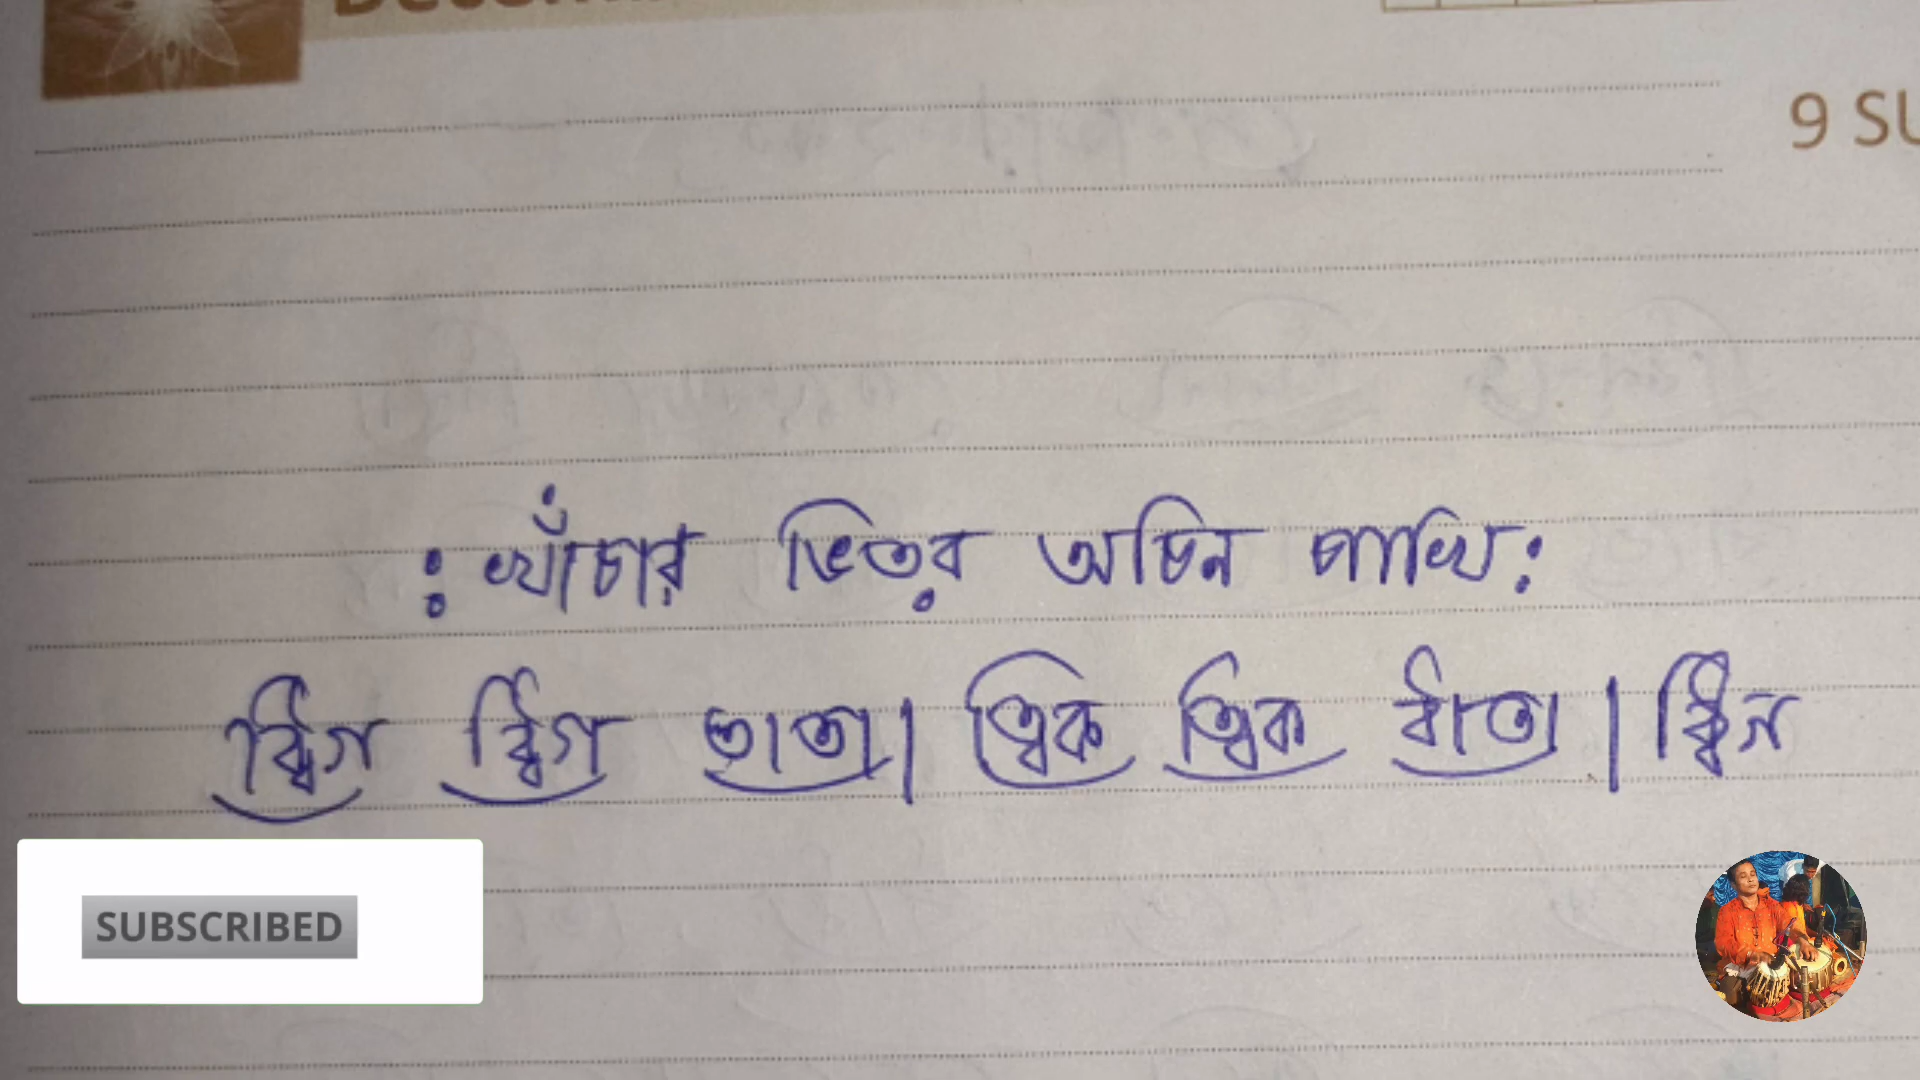 9 SU
: খাঁচার ভিতর অচিন পাখি :
ধ্বিগ ধ্বিগ তাতা। ত্বিক ত্বিক ধাতা। ধ্বিন
SUBSCRIBED